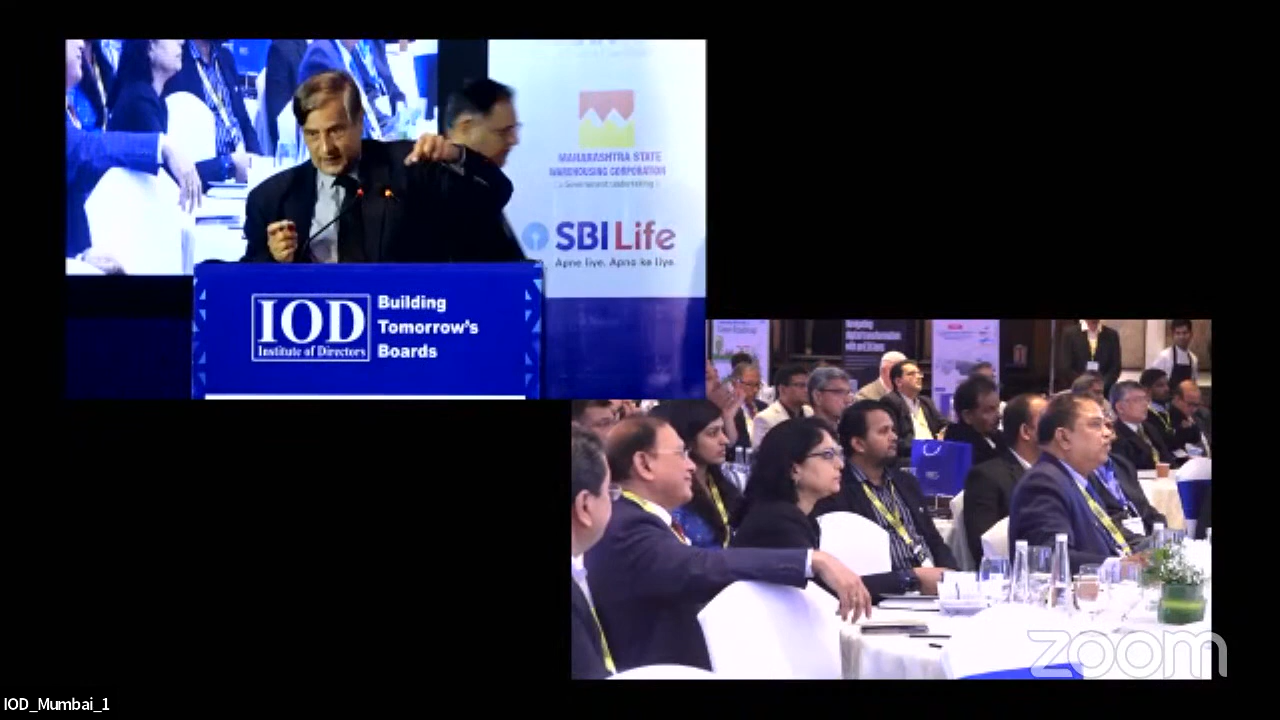 MAHARASHTRA STATE
WAREHOUSING CORPORATION
SBI Life
Apne liye. Apno ke liye.
IOD
Institute of Directors
Building
Tomorrow's
Boards
zoom
IOD_Mumbai_1